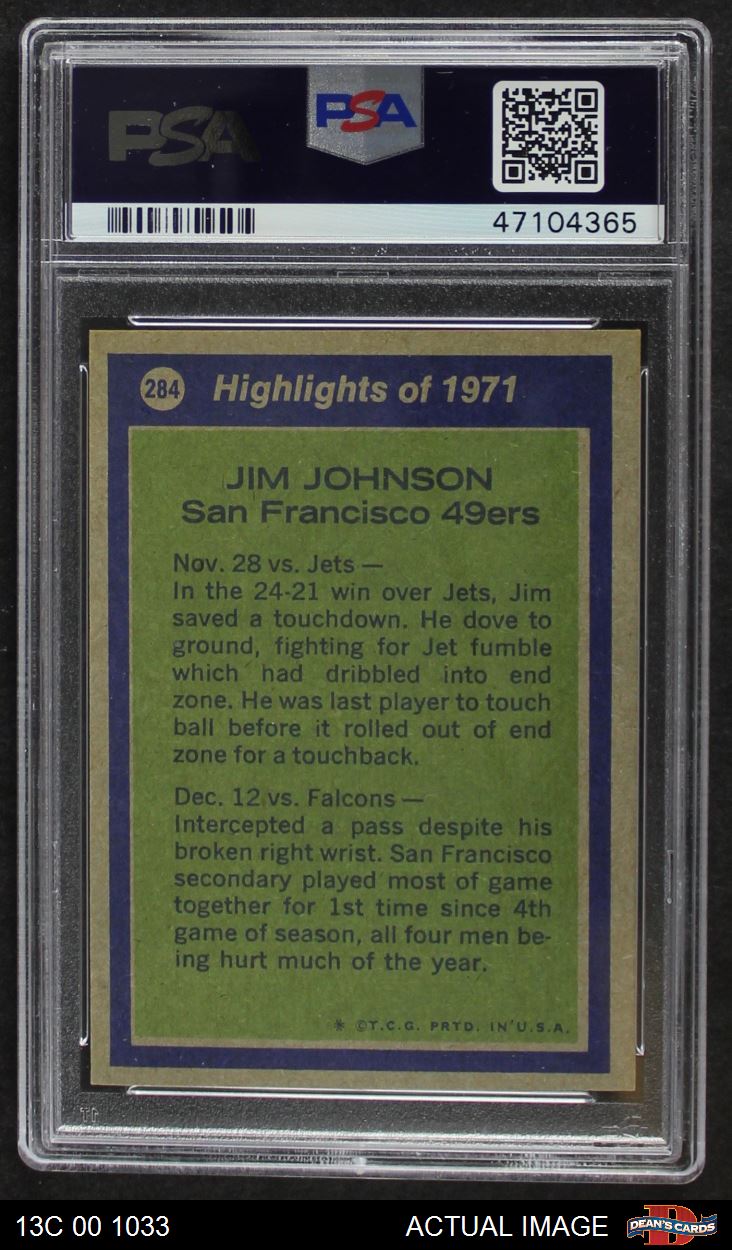 PSA
PSA
47104365
284
Highlights of 1971
JIM JOHNSON
San Francisco 49ers
Nov. 28 vs. Jets —
In the 24-21 win over Jets, Jim
saved a touchdown. He dove to
ground, fighting for Jet fumble
which had dribbled into end
zone. He was last player to touch
ball before it rolled out of end
zone for a touchback.
Dec. 12 vs. Falcons —
Intercepted a pass despite his
broken right wrist. San Francisco
secondary played most of game
together for 1st time since 4th
game of season, all four men be-
ing hurt much of the year.
* ©T.C.G. PRTD. IN U.S.A.
13C 00 1033
ACTUAL IMAGE
DEAN'S CARDS